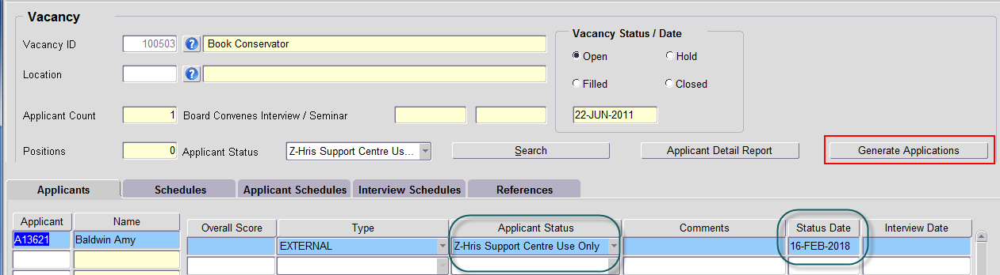 Vacancy
Vacancy ID 100503 ? Book Conservator
Vacancy Status / Date
Open Hold
Location ?
Filled Closed
Applicant Count 1 Board Convenes Interview / Seminar 22-JUN-2011
Positions 0 Applicant Status Z-Hris Support Centre Us... Search Applicant Detail Report Generate Applications
Applicants Schedules Applicant Schedules Interview Schedules References
Applicant Name Overall Score Type Applicant Status Comments Status Date Interview Date
A13621 Baldwin Amy EXTERNAL Z-Hris Support Centre Use Only 16-FEB-2018